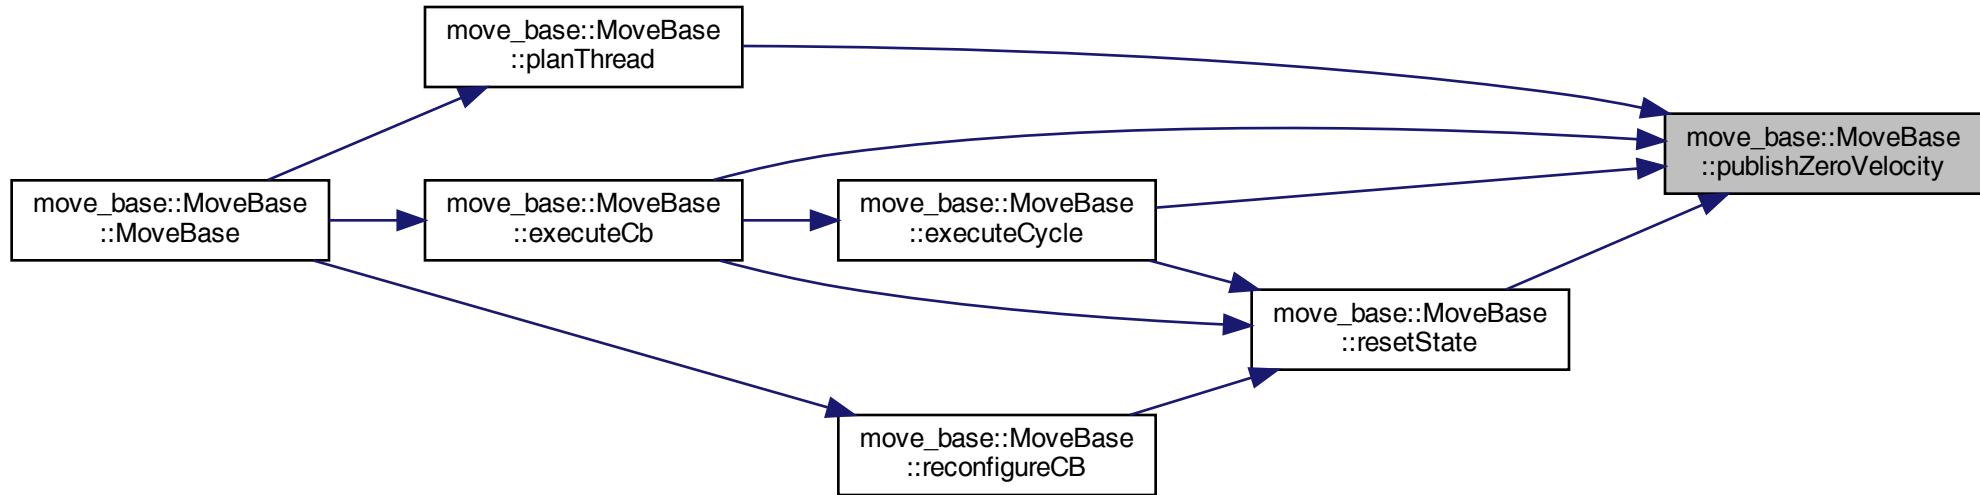 move_base::MoveBase
::planThread
move_base::MoveBase
::publishZeroVelocity
move_base::MoveBase
::MoveBase
move_base::MoveBase
::executeCb
move_base::MoveBase
::executeCycle
move_base::MoveBase
::resetState
move_base::MoveBase
::reconfigureCB